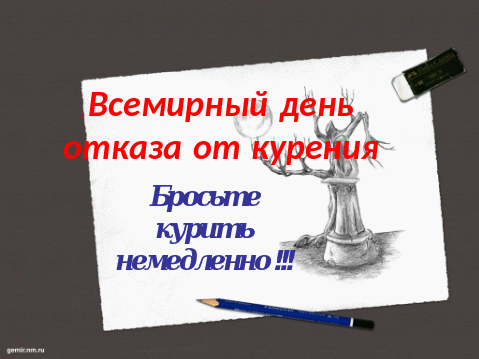 Всемирный день
отказа от курения
Бросьте
курить
немедленно !!!
gemir.nm.ru